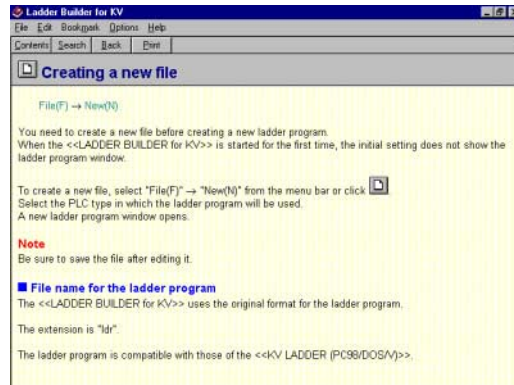 Ladder Builder for KV
File Edit Bookmark Options Help
Contents Search Back Print
Creating a new file
File(F) → New(N)
You need to create a new file before creating a new ladder program.
When the <<LADDER BUILDER for KV>> is started for the first time, the initial setting does not show the
ladder program window.
To create a new file, select "File(F)" → "New(N)" from the menu bar or click
Select the PLC type in which the ladder program will be used.
A new ladder program window opens.
Note
Be sure to save the file after editing it.
■ File name for the ladder program
The <<LADDER BUILDER for KV>> uses the original format for the ladder program.
The extension is "ldr".
The ladder program is compatible with those of the <<KV LADDER (PC98/DOS/V)>>.